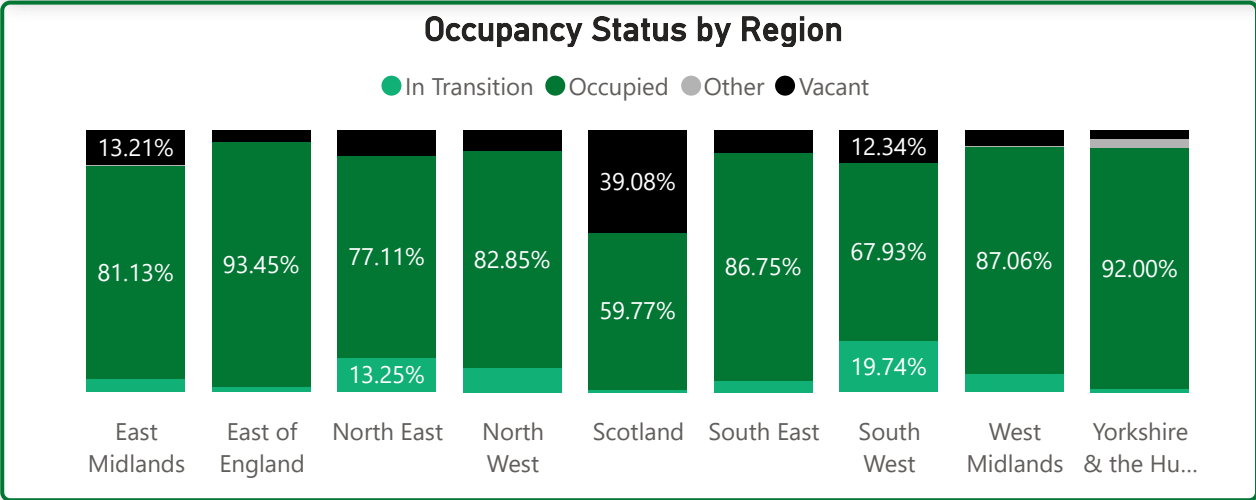 Occupancy Status by Region
In Transition Occupied Other Vacant
13.21% 12.34%
39.08%
81.13% 93.45% 77.11% 82.85% 86.75% 67.93% 87.06% 92.00%
59.77%
13.25% 19.74%
East Midlands
East of England
North East
North West
Scotland
South East
South West
West Midlands
Yorkshire & the Hu...